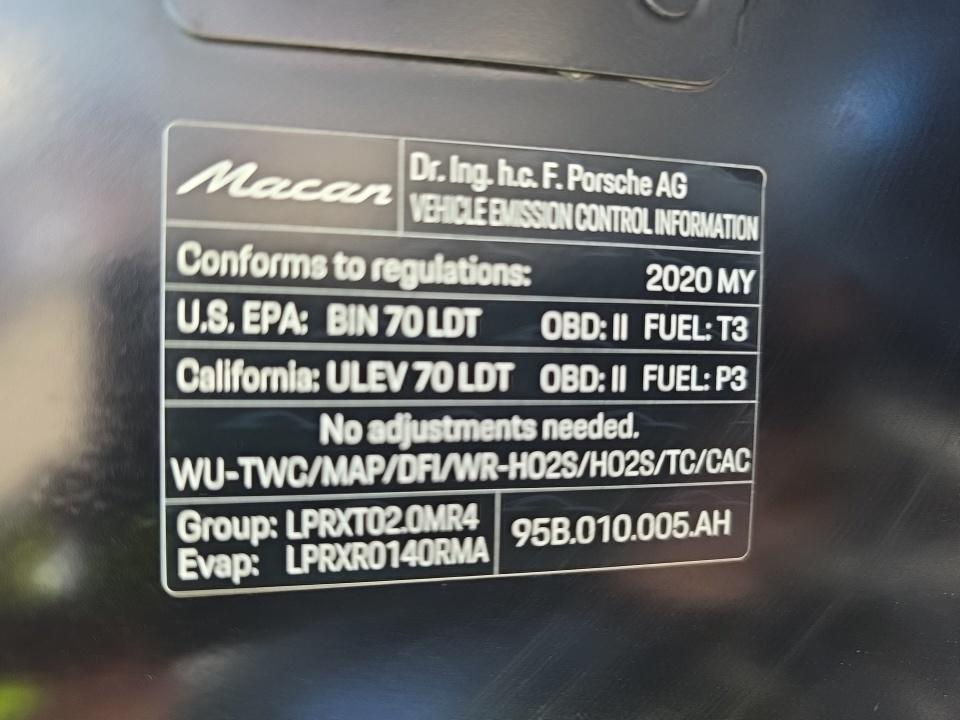 Macan
Dr. Ing. h.c. F. Porsche AG
VEHICLE EMISSION CONTROL INFORMATION
Conforms to regulations: 2020 MY
U.S. EPA: BIN 70 LDT OBD: II FUEL: T3
California: ULEV 70 LDT OBD: II FUEL: P3
No adjustments needed.
WU-TWC/MAP/DFI/WR-HO2S/HO2S/TC/CAC
Group: LPRXT02.0MR4
Evap: LPRXR0140RMA
95B.010.005.AH